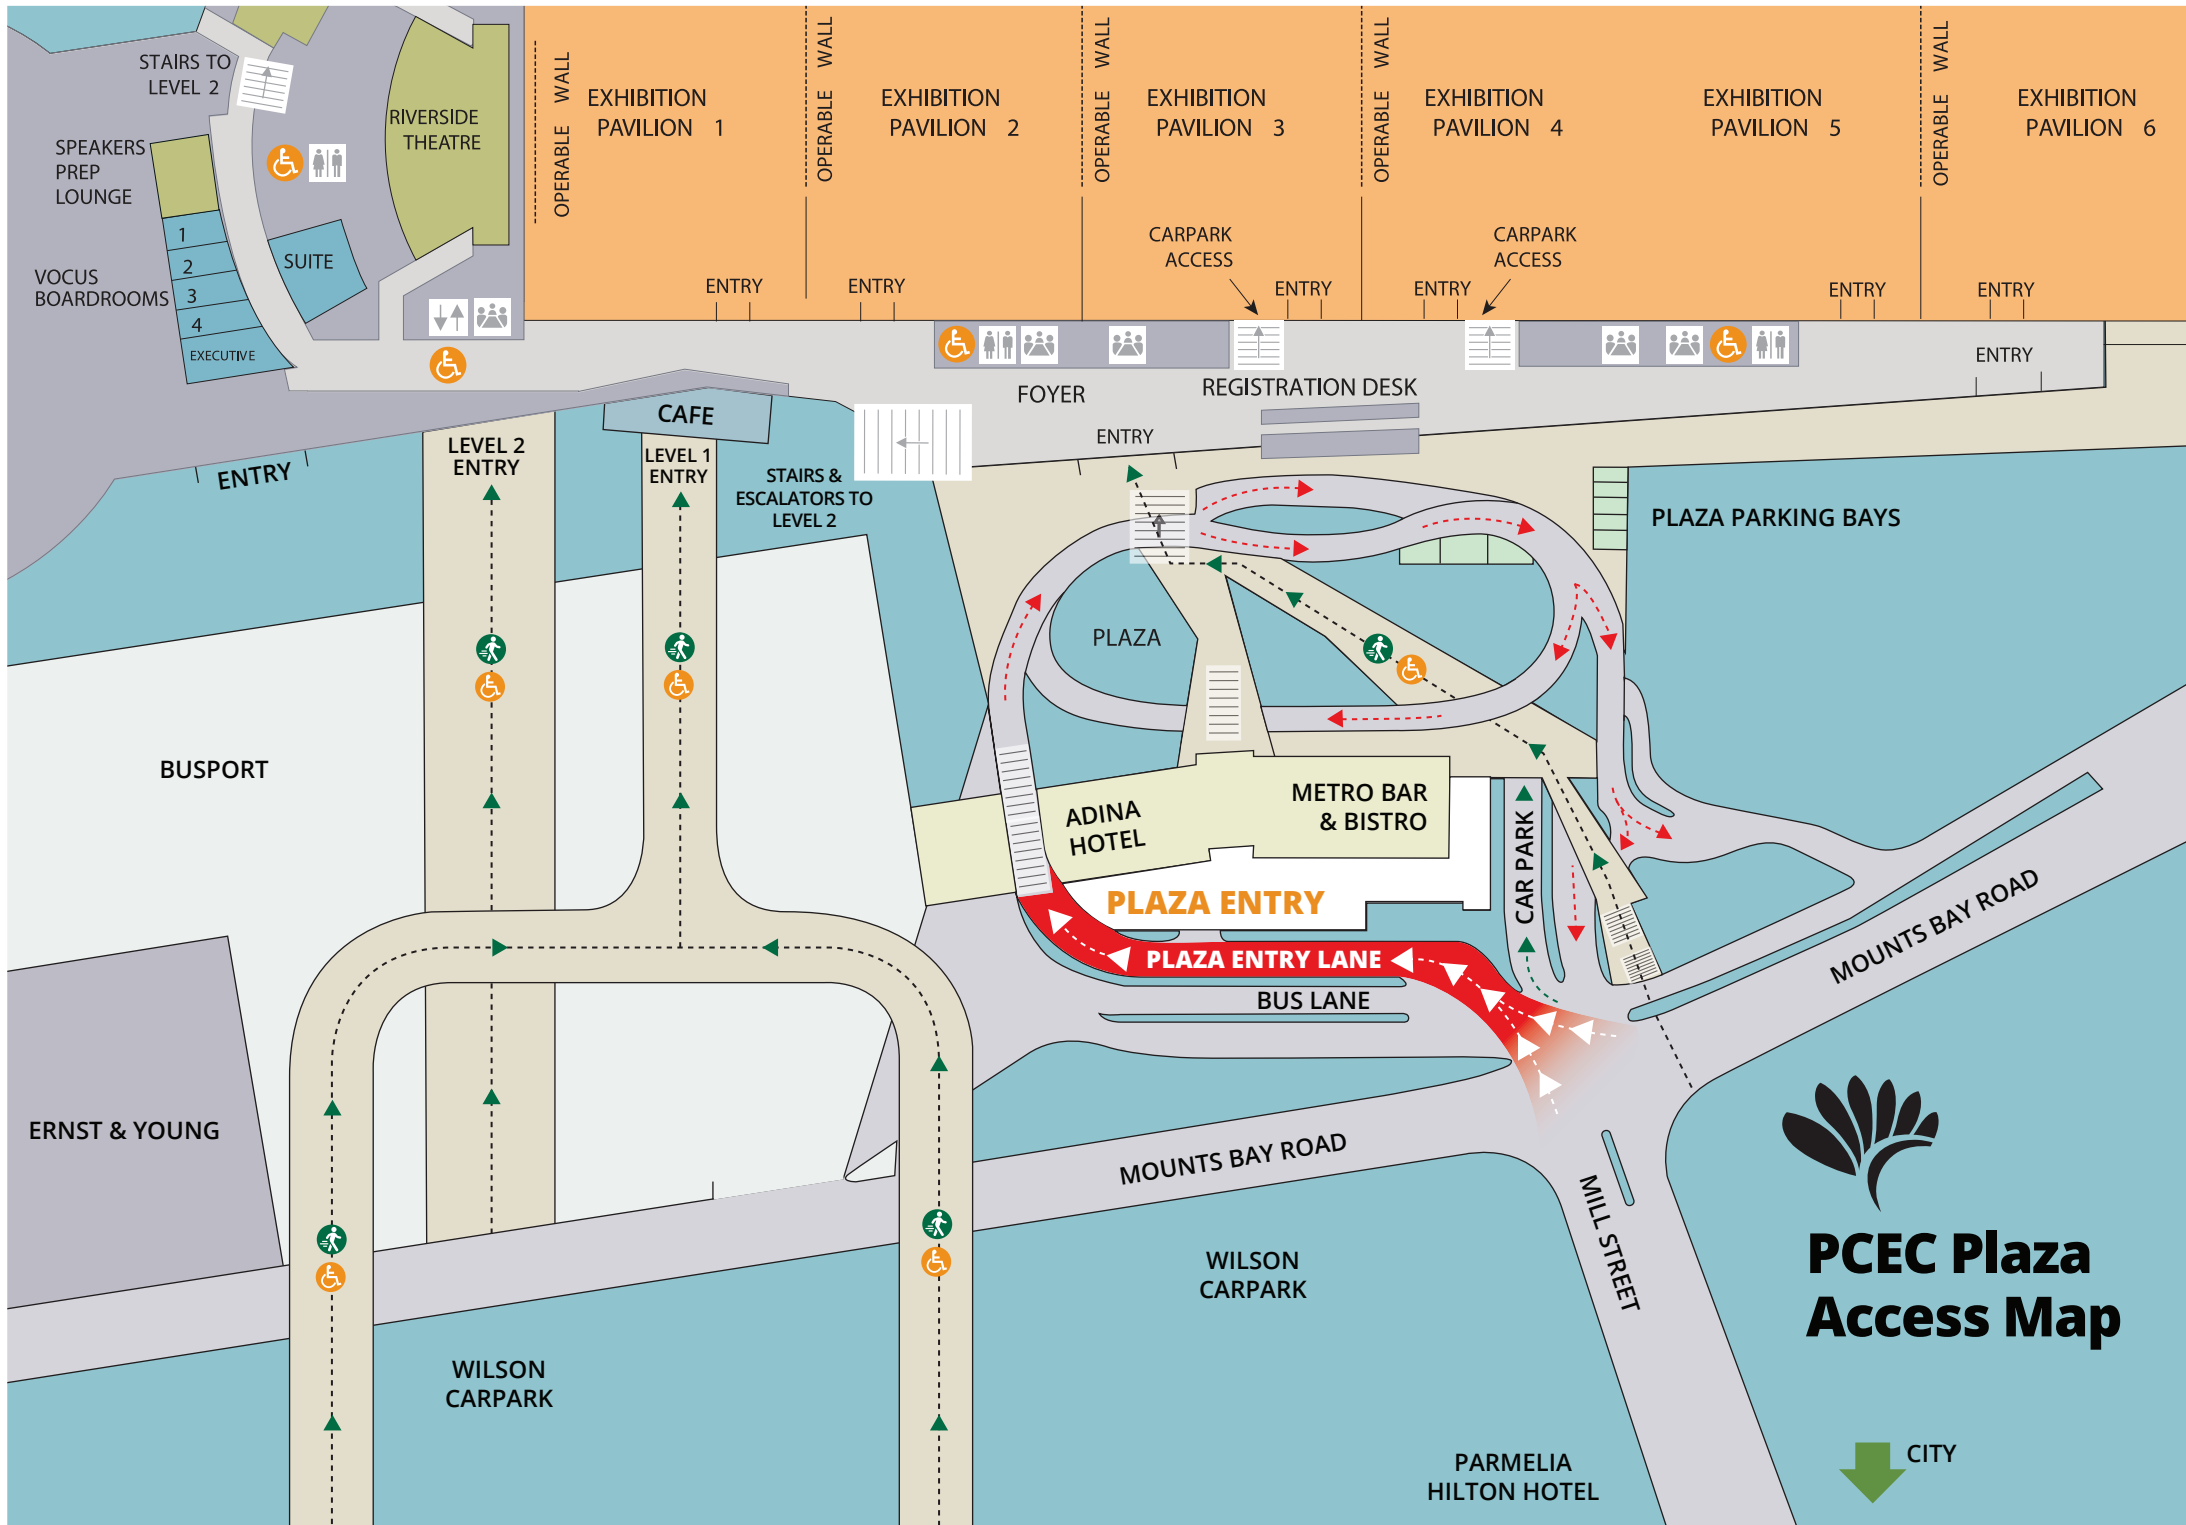 STAIRS TO
LEVEL 2
SPEAKERS
PREP
LOUNGE
RIVERSIDE
THEATRE
VOCUS
BOARDROOMS
1
2
3
4
EXECUTIVE
SUITE
OPERABLE WALL
EXHIBITION
PAVILION 1
OPERABLE WALL
EXHIBITION
PAVILION 2
OPERABLE WALL
EXHIBITION
PAVILION 3
OPERABLE WALL
EXHIBITION
PAVILION 4
EXHIBITION
PAVILION 5
OPERABLE WALL
EXHIBITION
PAVILION 6
CARPARK
ACCESS
CARPARK
ACCESS
ENTRY
ENTRY
ENTRY
ENTRY
ENTRY
ENTRY
ENTRY
FOYER
REGISTRATION DESK
ENTRY
CAFE
ENTRY
LEVEL 2
ENTRY
LEVEL 1
ENTRY
STAIRS &
ESCALATORS TO
LEVEL 2
PLAZA PARKING BAYS
PLAZA
BUSPORT
ADINA
HOTEL
METRO BAR
& BISTRO
CAR PARK
PLAZA ENTRY
PLAZA ENTRY LANE
BUS LANE
MOUNTS BAY ROAD
ERNST & YOUNG
MOUNTS BAY ROAD
MILL STREET
WILSON
CARPARK
WILSON
CARPARK
PARMELIA
HILTON HOTEL
PCEC Plaza
Access Map
CITY